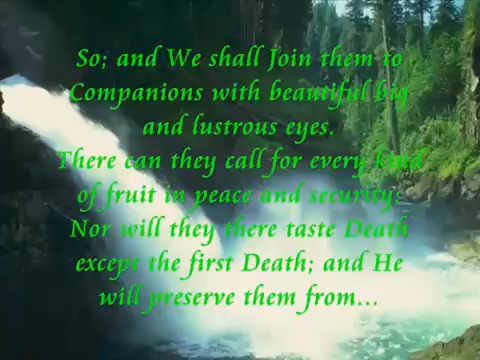 So; and We shall Join them to
Companions with beautiful big
and lustrous eyes.
There can they call for every kind
of fruit in peace and security;
Nor will they there taste Death
except the first Death; and He
will preserve them from...